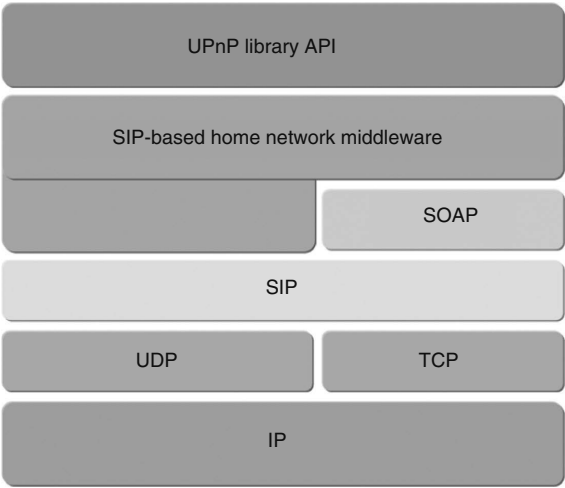 UPnP library API
SIP-based home network middleware
SOAP
SIP
UDP
TCP
IP